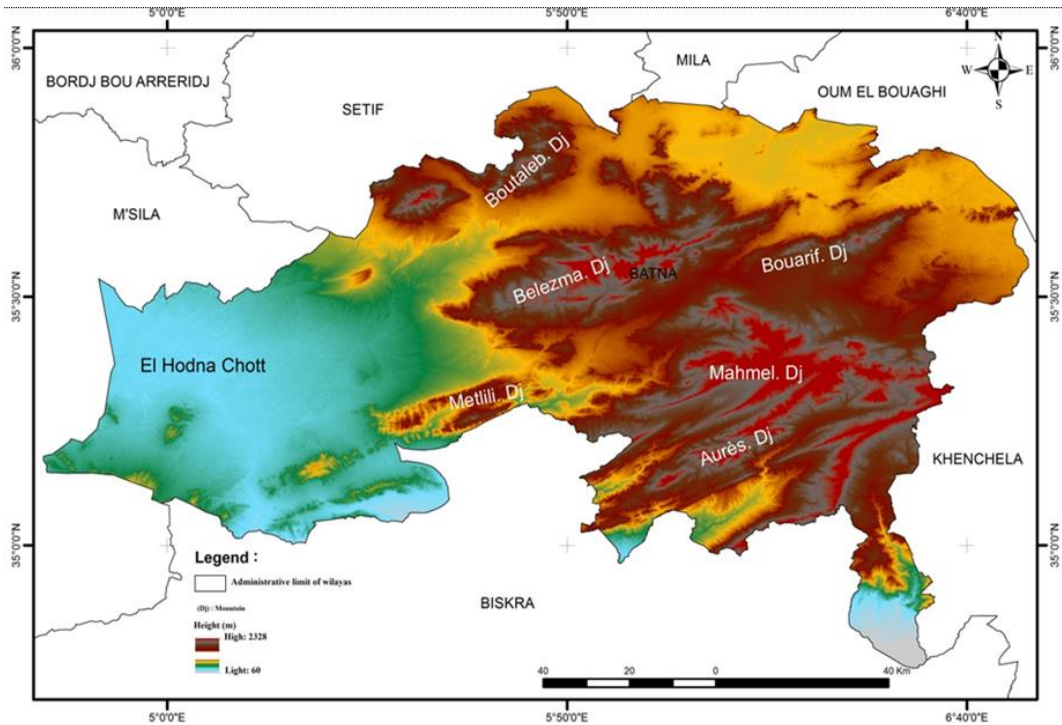 5°0'0"E
5°50'0"E
6°40'0"E
36°0'0"N
36°0'0"N
N
W
E
S
MILA
BORDJ BOU ARRERIDJ
OUM EL BOUAGHI
SETIF
Boutaleb. Dj
M'SILA
Bouarif. Dj
BATNA
Belezma. Dj
35°30'0"N
35°30'0"N
El Hodna Chott
Mahmel. Dj
Metlili. Dj
Aurès. Dj
KHENCHELA
35°0'0"N
35°0'0"N
Legend :
Administrative limit of wilayas
(Dj) : Mountain
Height (m)
High: 2328
Light: 60
BISKRA
40
20
0
40 Km
5°0'0"E
5°50'0"E
6°40'0"E